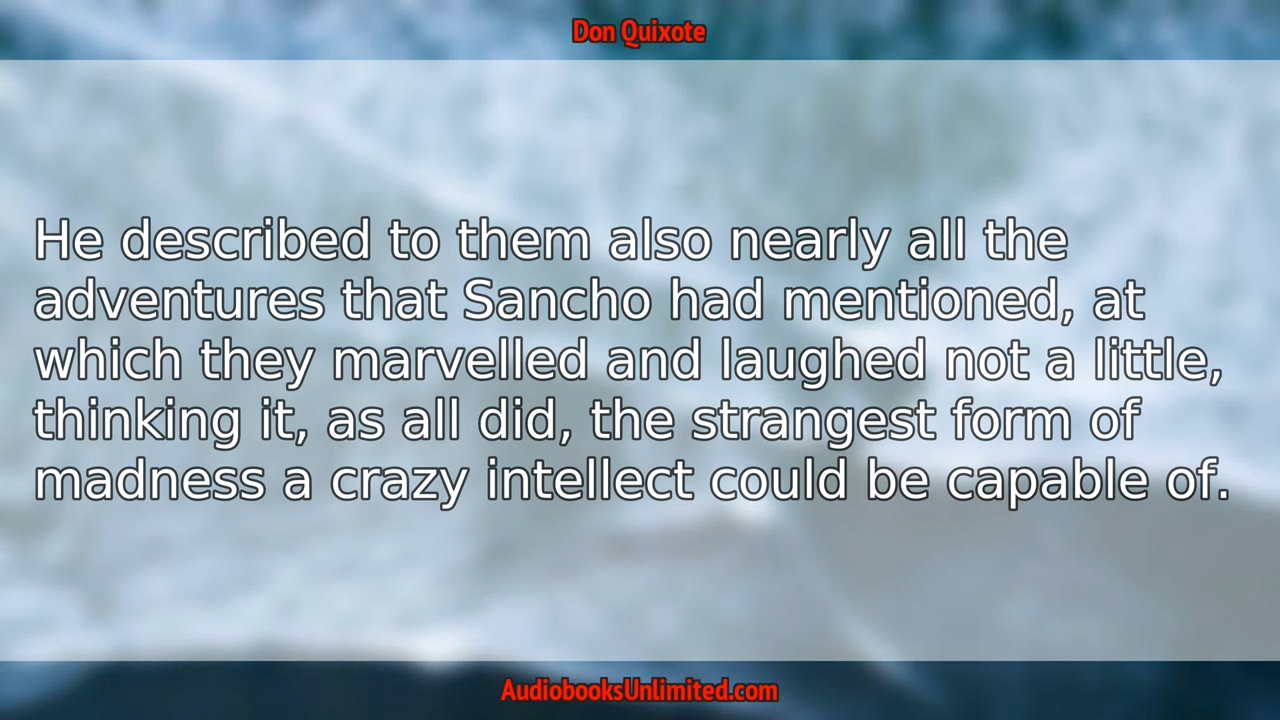 Don Quixote
He described to them also nearly all the
adventures that Sancho had mentioned, at
which they marvelled and laughed not a little,
thinking it, as all did, the strangest form of
madness a crazy intellect could be capable of.
AudiobooksUnlimited.com